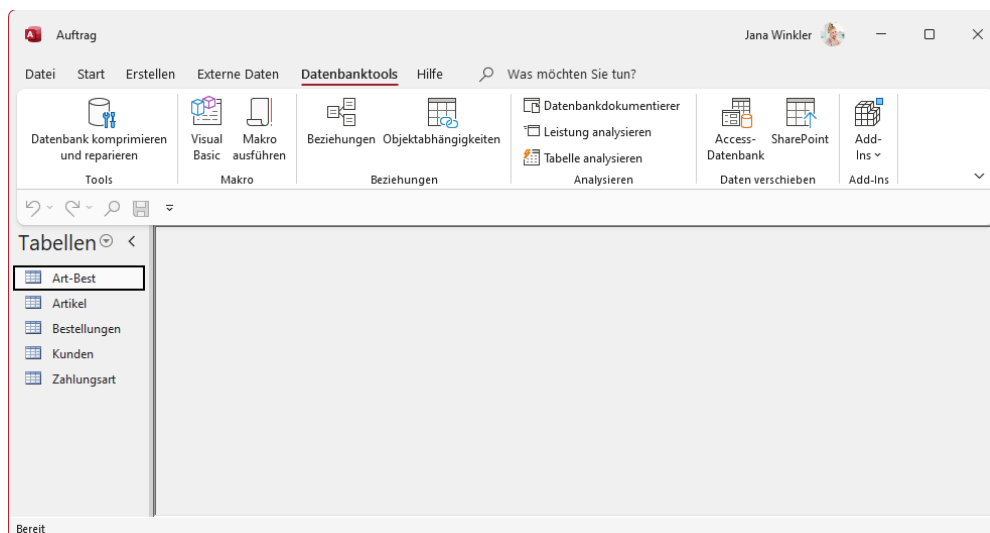 Auftrag
Jana Winkler
Datei Start Erstellen Externe Daten Datenbanktools Hilfe Was möchten Sie tun?
Datenbank komprimieren und reparieren
Visual Basic
Makro ausführen
Beziehungen
Objektabhängigkeiten
Datenbankdokumentierer
Leistung analysieren
Tabelle analysieren
Access-Datenbank
SharePoint
Add-Ins
Tools Makro Beziehungen Analysieren Daten verschieben Add-Ins
Tabellen
Art-Best
Artikel
Bestellungen
Kunden
Zahlungsart
Bereit